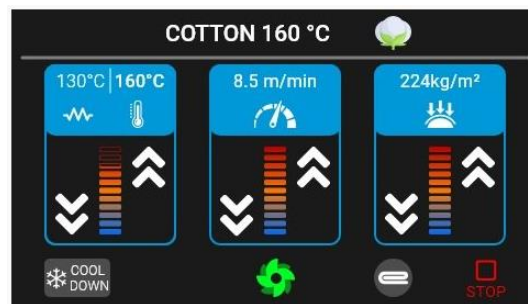 COTTON 160 °C
130°C | 160°C
8.5 m/min
224kg/m²
COOL
DOWN
STOP